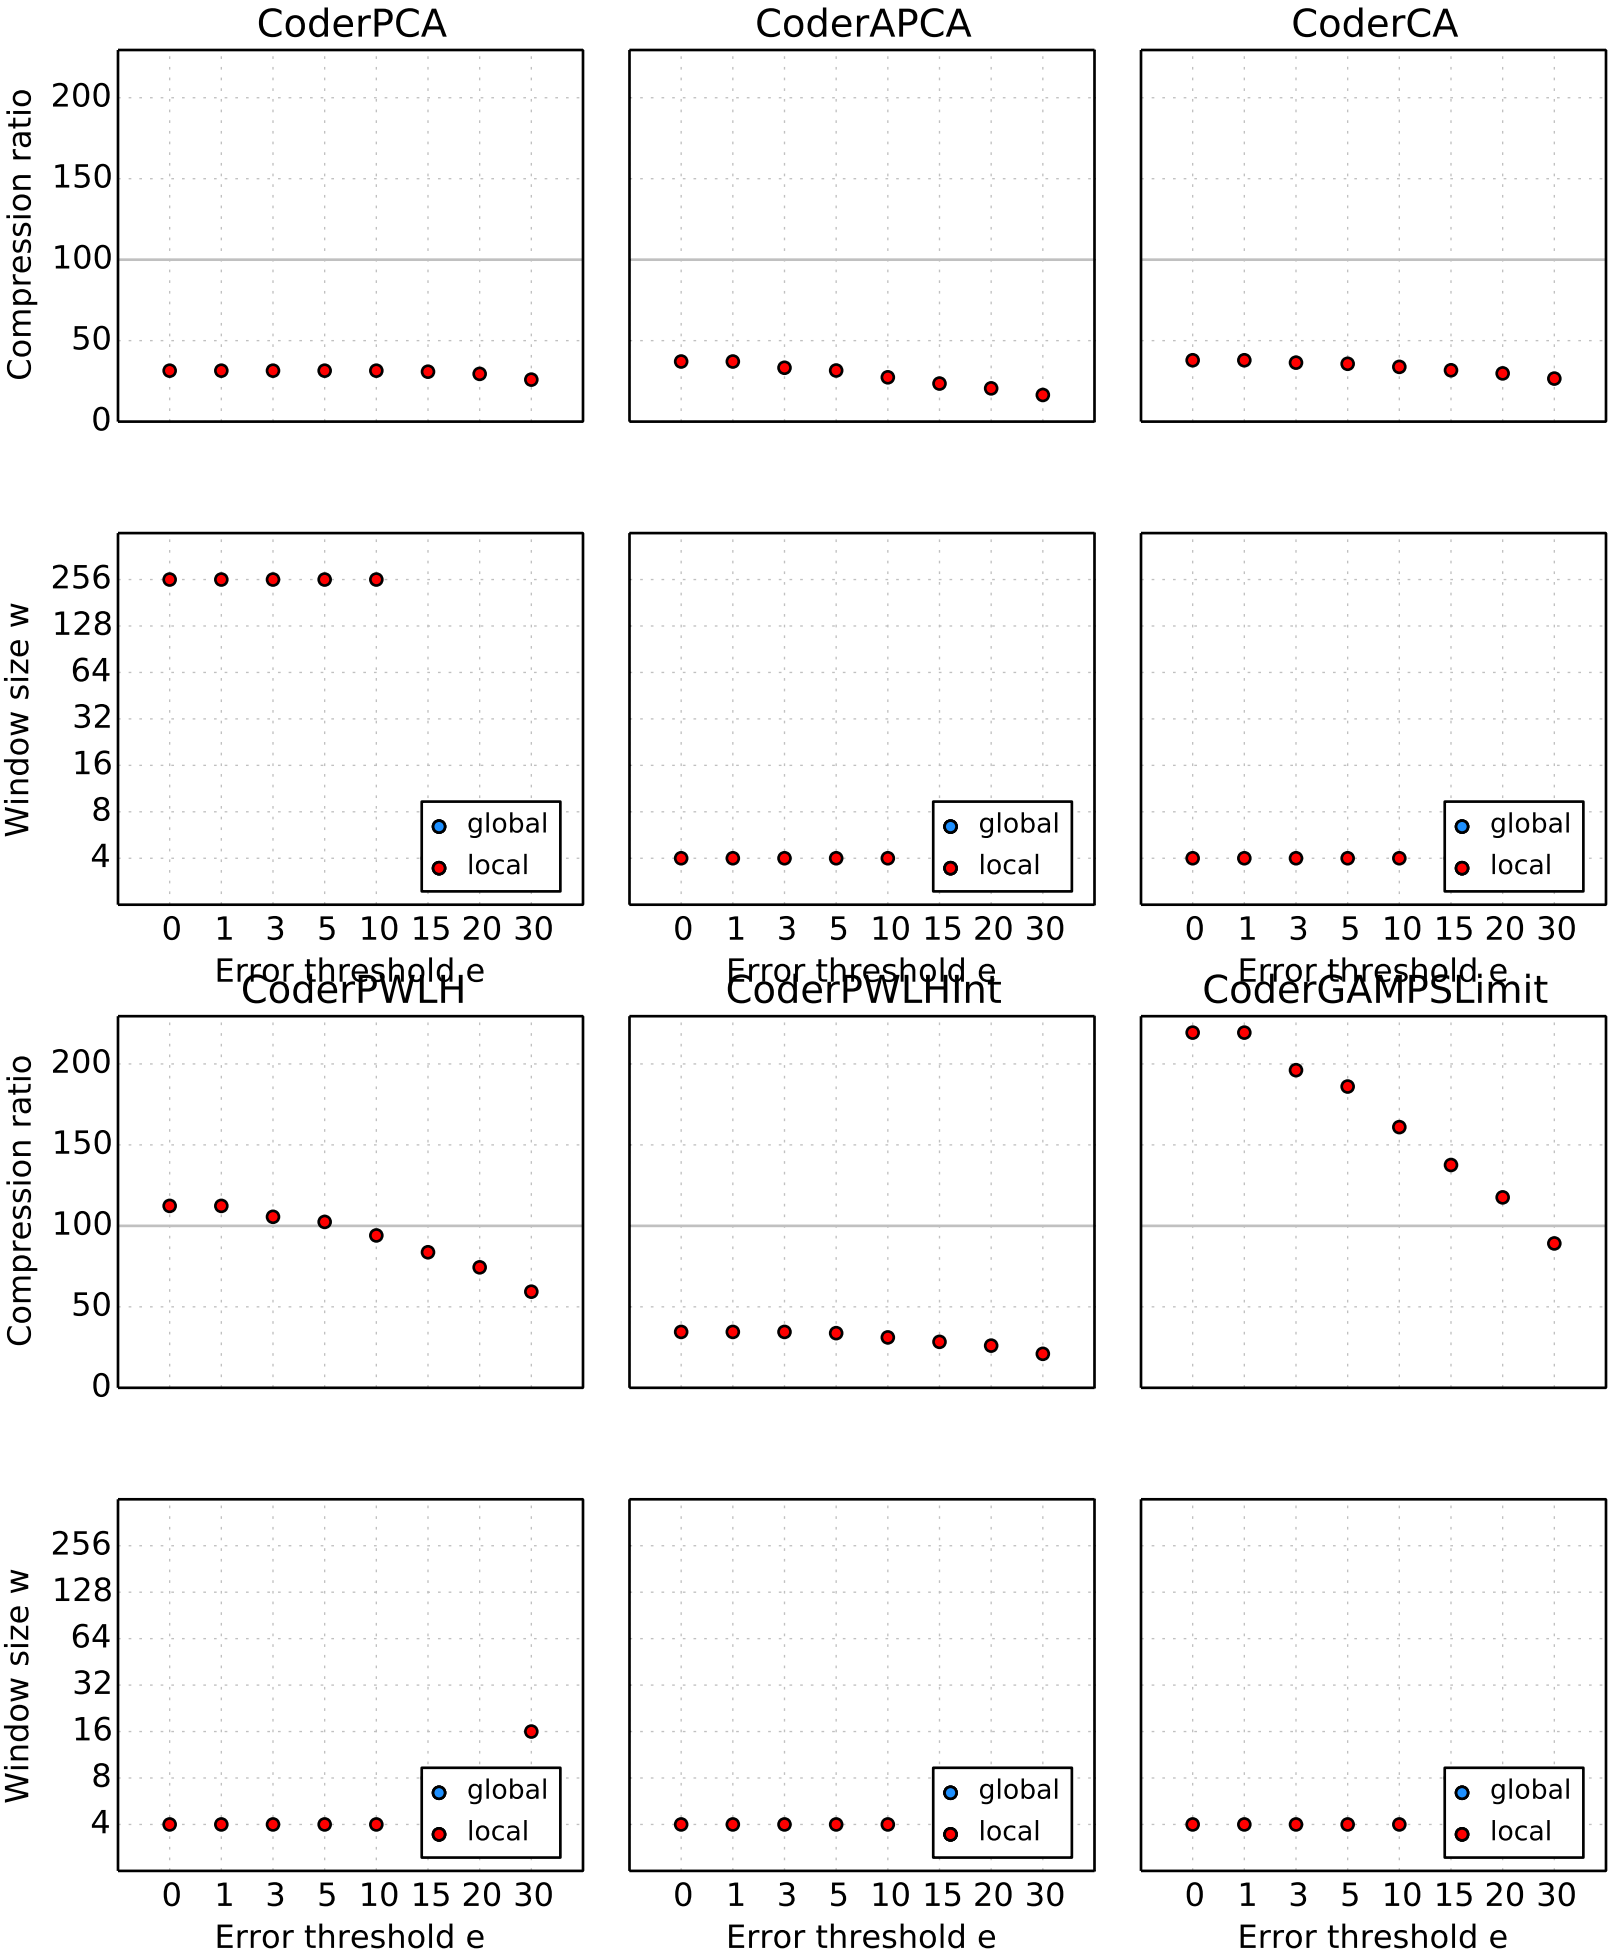 CoderPCA CoderAPCA CoderCA
Compression ratio
200
150
100
50
0
Window size w
256
128
64
32
16
8
4
global global global
local local local
0 1 3 5 10 15 20 30 0 1 3 5 10 15 20 30 0 1 3 5 10 15 20 30
Error threshold e Error threshold e Error threshold e
CoderPWLH CoderPWLHInt CoderGAMPSLimit
Compression ratio
200
150
100
50
0
Window size w
256
128
64
32
16
8
4
global global global
local local local
0 1 3 5 10 15 20 30 0 1 3 5 10 15 20 30 0 1 3 5 10 15 20 30
Error threshold e Error threshold e Error threshold e